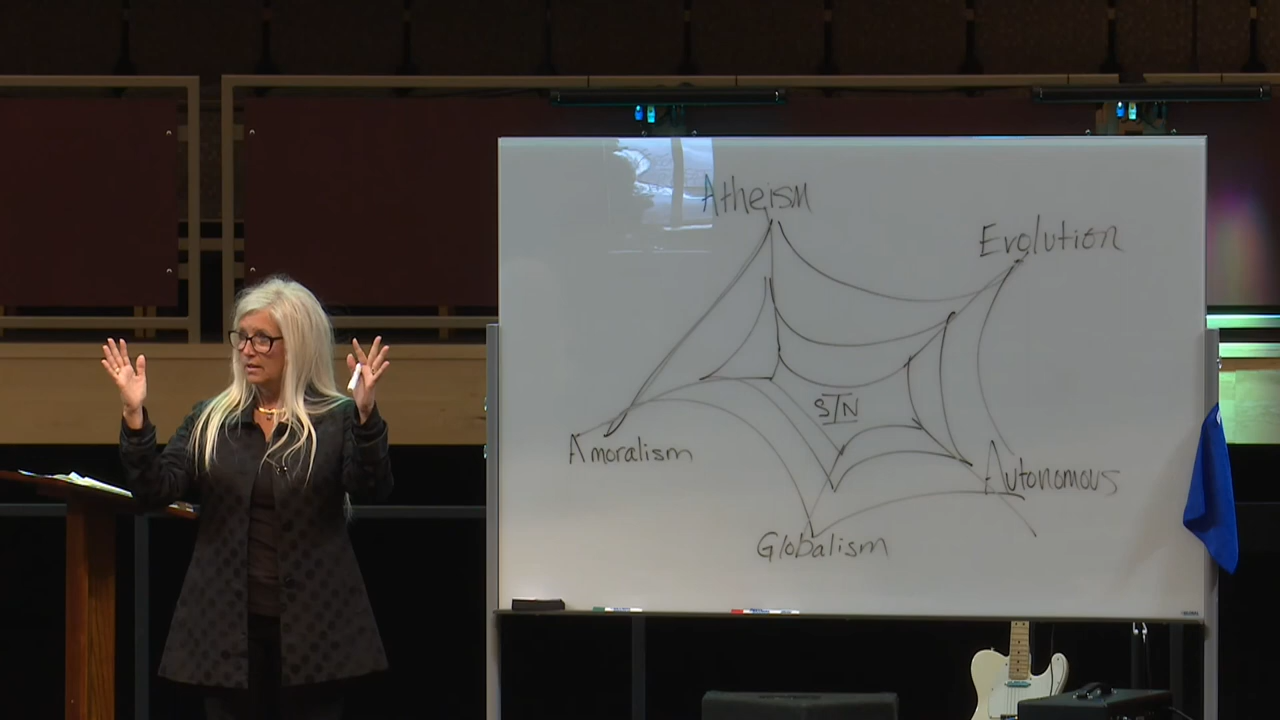 Atheism
Evolution
SIN
Amoralism
Autonomous
Globalism